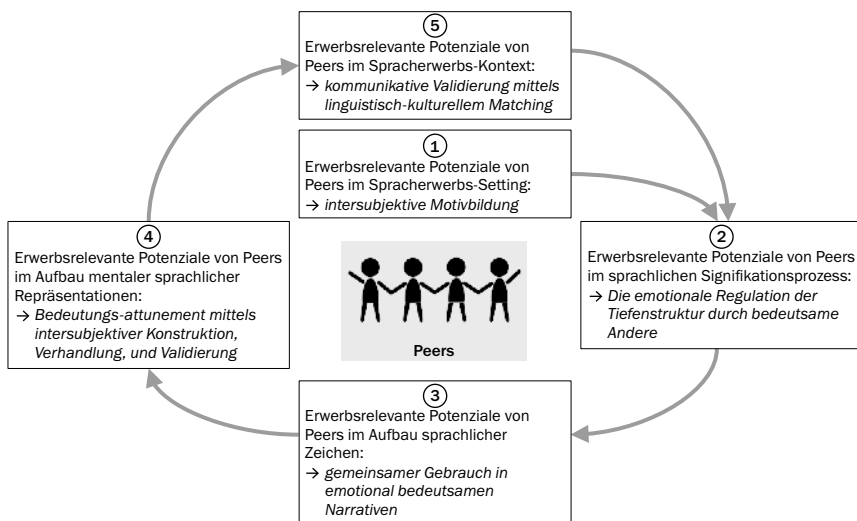 5
Erwerbsrelevante Potenziale von
Peers im Spracherwerbs-Kontext:
→ kommunikative Validierung mittels
linguistisch-kulturellem Matching
1
Erwerbsrelevante Potenziale von
Peers im Spracherwerbs-Setting:
→ intersubjektive Motivbildung
2
Erwerbsrelevante Potenziale von Peers
im sprachlichen Signifikationsprozess:
→ Die emotionale Regulation der
Tiefenstruktur durch bedeutsame
Andere
4
Erwerbsrelevante Potenziale von Peers
im Aufbau mentaler sprachlicher
Repräsentationen:
→ Bedeutungs-attunement mittels
intersubjektiver Konstruktion,
Verhandlung, und Validierung
Peers
3
Erwerbsrelevante Potenziale von
Peers im Aufbau sprachlicher
Zeichen:
→ gemeinsamer Gebrauch in
emotional bedeutsamen
Narrativen